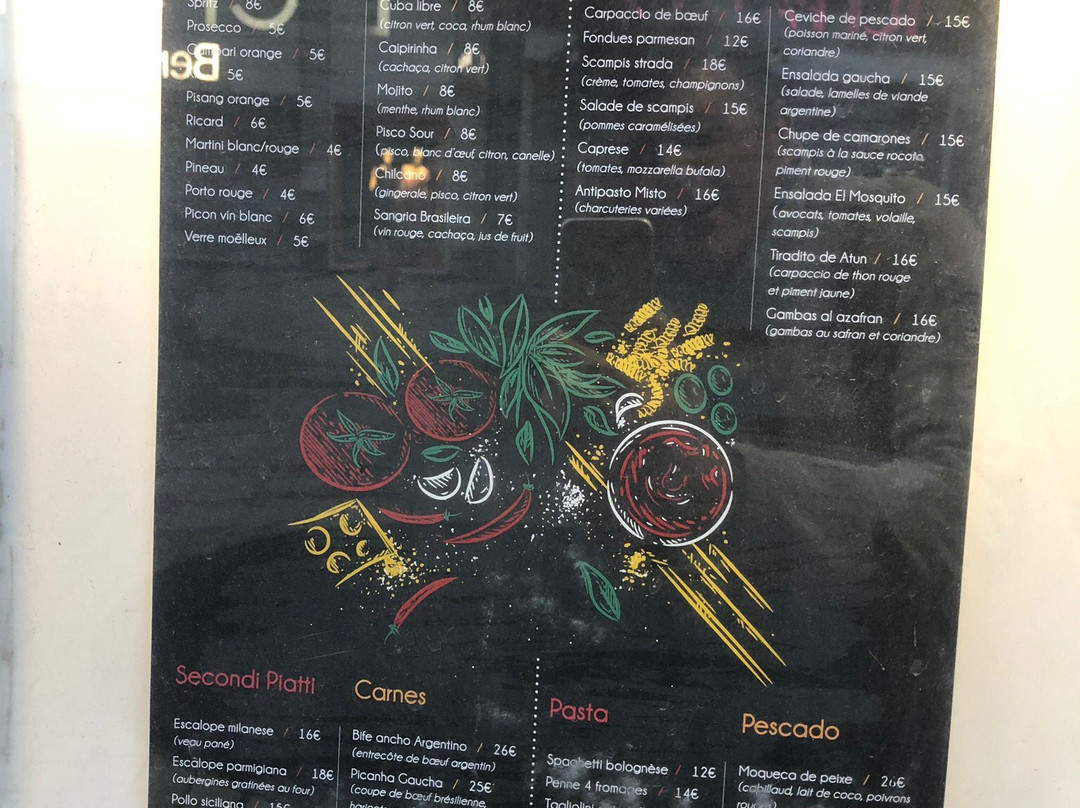 Spritz / 8€
Prosecco / 5€
Campari orange / 5€
5€
Pisang orange / 5€
Ricard / 6€
Martini blanc/rouge / 4€
Pineau / 4€
Porto rouge / 4€
Picon vin blanc / 6€
Verre moëlleux / 5€
Cuba libre / 8€
(citron vert, coca, rhum blanc)
Caipirinha / 8€
(cachaça, citron vert)
Mojito / 8€
(menthe, rhum blanc)
Pisco Sour / 8€
(pisco, blanc d'œuf, citron, canelle)
Chilcano / 8€
(gingerale, pisco, citron vert)
Sangria Brasileira / 7€
(vin rouge, cachaça, jus de fruit)
Carpaccio de bœuf / 16€
Fondues parmesan / 12€
Scampis strada / 18€
(crème, tomates, champignons)
Salade de scampis / 15€
(pommes caramélisées)
Caprese / 14€
(tomates, mozzarella bufala)
Antipasto Misto / 16€
(charcuteries variées)
Ceviche de pescado / 15€
(poisson mariné, citron vert,
coriandre)
Ensalada gaucha / 15€
(salade, lamelles de viande
argentine)
Chupe de camarones / 15€
(scampis à la sauce rocoto,
piment rouge)
Ensalada El Mosquito / 15€
(avocats, tomates, volaille,
scampis)
Tiradito de Atun / 16€
(carpaccio de thon rouge
et piment jaune)
Gambas al azafran / 16€
(gambas au safran et coriandre)
Secondi Piatti
Escalope milanese / 16€
(veau pané)
Escalope parmigiana / 18€
(aubergines gratinées au four)
Pollo siciliana / 15€
Carnes
Bife ancho Argentino / 26€
(entrecôte de bœuf argentin)
Picanha Gaucha / 25€
(coupe de bœuf brésilienne,
Pasta
Spaghetti bolognèse / 12€
Penne 4 fromages / 14€
Pescado
Moqueca de peixe / 26€
(cabillaud, lait de coco, poivrons